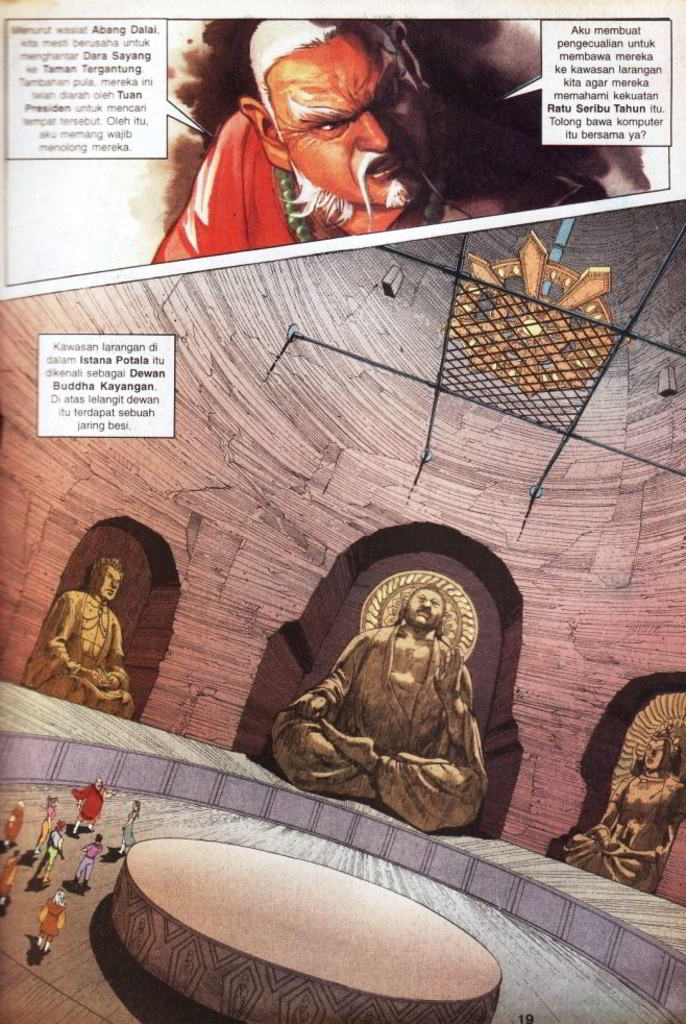 Menurut wasiat Abang Dalai,
kita mesti berusaha untuk
menghantar Dara Sayang
ke Taman Tergantung.
Tambahan pula, mereka ini
telah diarah oleh Tuan
Presiden untuk mencari
tempat tersebut. Oleh itu,
aku memang wajib
menolong mereka.
Aku membuat
pengecualian untuk
membawa mereka
ke kawasan larangan
kita agar mereka
memahami kekuatan
Ratu Seribu Tahun itu.
Tolong bawa komputer
itu bersama ya?
Kawasan larangan di
dalam Istana Potala itu
dikenali sebagai Dewan
Buddha Kayangan.
Di atas lelangit dewan
itu terdapat sebuah
jaring besi.
19